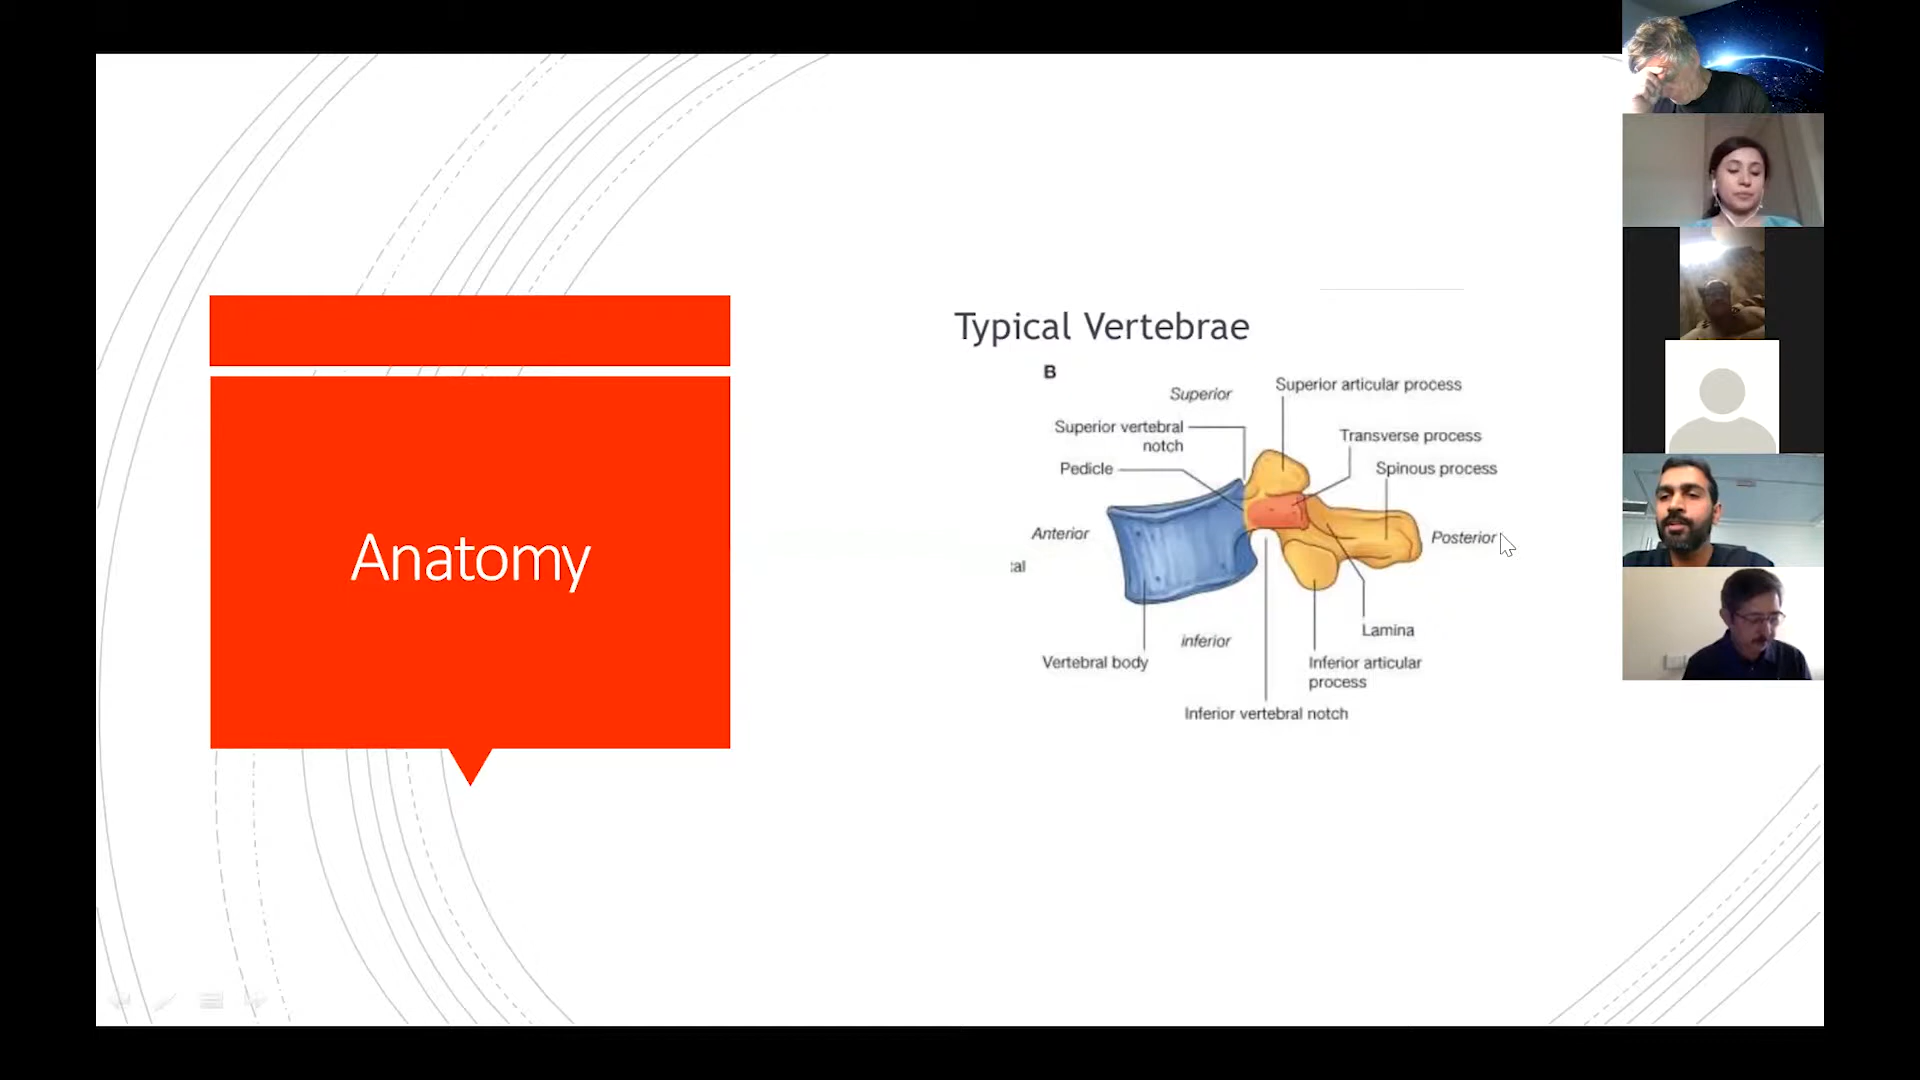 Anatomy
Typical Vertebrae
B
Superior
Superior articular process
Superior vertebral
notch
Transverse process
Pedicle
Spinous process
Anterior
Posterior
Lamina
inferior
Vertebral body
Inferior articular
process
Inferior vertebral notch